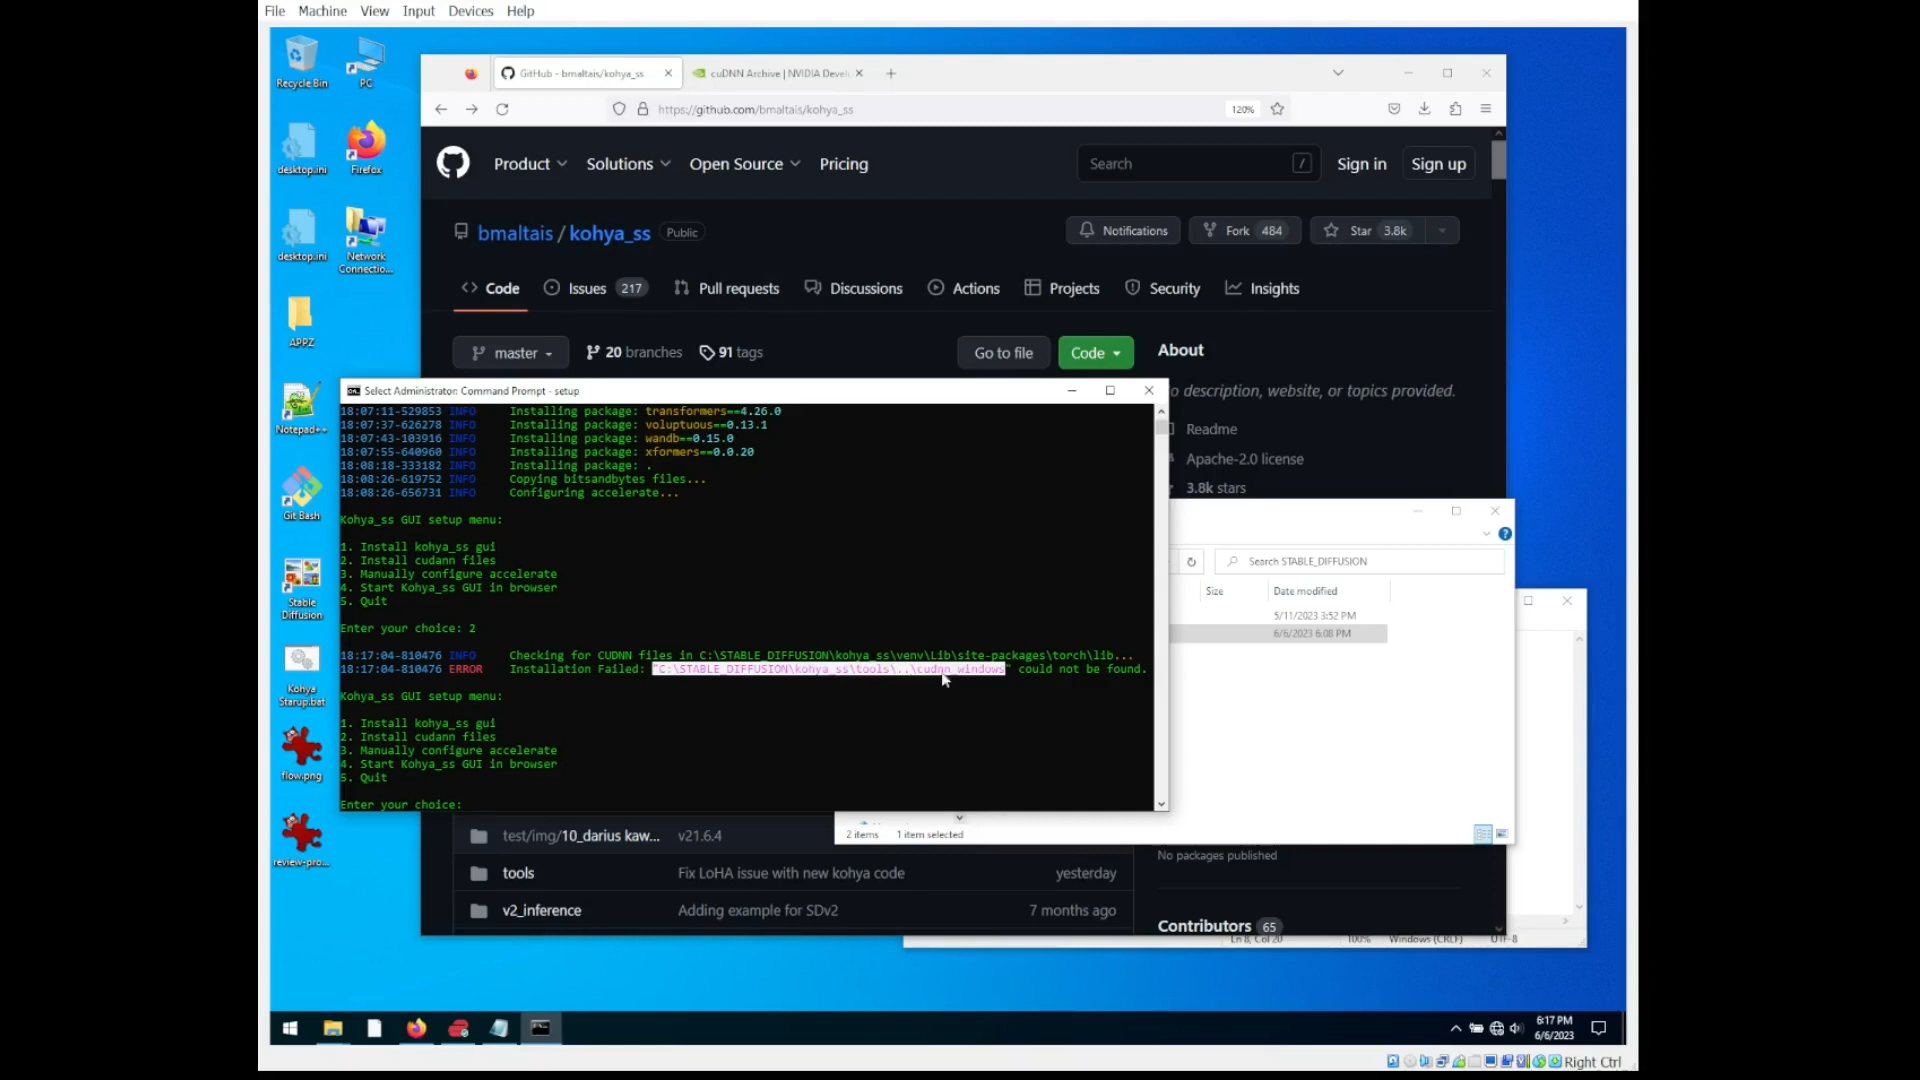 File Machine View Input Devices Help
Recycle Bin
PC
desktop.ini
Firefox
desktop.ini
Network Connectio...
APPZ
Notepad++
Git Bash
Stable Diffusion
Kohya Starup.bat
flow.png
review-pro...
GitHub - bmaltais/kohya_ss
cuDNN Archive | NVIDIA Devel
https://github.com/bmaltais/kohya_ss
120%
Product Solutions Open Source Pricing
Search /
Sign in Sign up
bmaltais / kohya_ss Public
Notifications Fork 484 Star 3.8k
Code Issues 217 Pull requests Discussions Actions Projects Security Insights
master 20 branches 91 tags Go to file Code
About
o description, website, or topics provided.
Readme
Apache-2.0 license
3.8k stars
Select Administrator: Command Prompt - setup
18:07:11-529853 INFO Installing package: transformers==4.26.0
18:07:37-626278 INFO Installing package: voluptuous==0.13.1
18:07:43-103916 INFO Installing package: wandb==0.15.0
18:07:55-640960 INFO Installing package: xformers==0.0.20
18:08:18-333182 INFO Installing package: .
18:08:26-619752 INFO Copying bitsandbytes files...
18:08:26-656731 INFO Configuring accelerate...
Kohya_ss GUI setup menu:
1. Install kohya_ss gui
2. Install cudann files
3. Manually configure accelerate
4. Start Kohya_ss GUI in browser
5. Quit
Enter your choice: 2
18:17:04-810476 INFO Checking for CUDNN files in C:\STABLE_DIFFUSION\kohya_ss\venv\Lib\site-packages\torch\lib...
18:17:04-810476 ERROR Installation Failed: "C:\STABLE_DIFFUSION\kohya_ss\tools\..\cudnn_windows" could not be found.
Kohya_ss GUI setup menu:
1. Install kohya_ss gui
2. Install cudann files
3. Manually configure accelerate
4. Start Kohya_ss GUI in browser
5. Quit
Enter your choice:
Search STABLE_DIFFUSION
Size Date modified
5/11/2023 3:52 PM
6/6/2023 6:08 PM
2 items 1 item selected
test/img/10_darius kaw... v21.6.4
tools Fix LoHA issue with new kohya code yesterday
v2_inference Adding example for SDv2 7 months ago
No packages published
Contributors 65
Ln 8, Col 20 100% Windows (CRLF) UTF-8
6:17 PM
6/6/2023
Right Ctrl